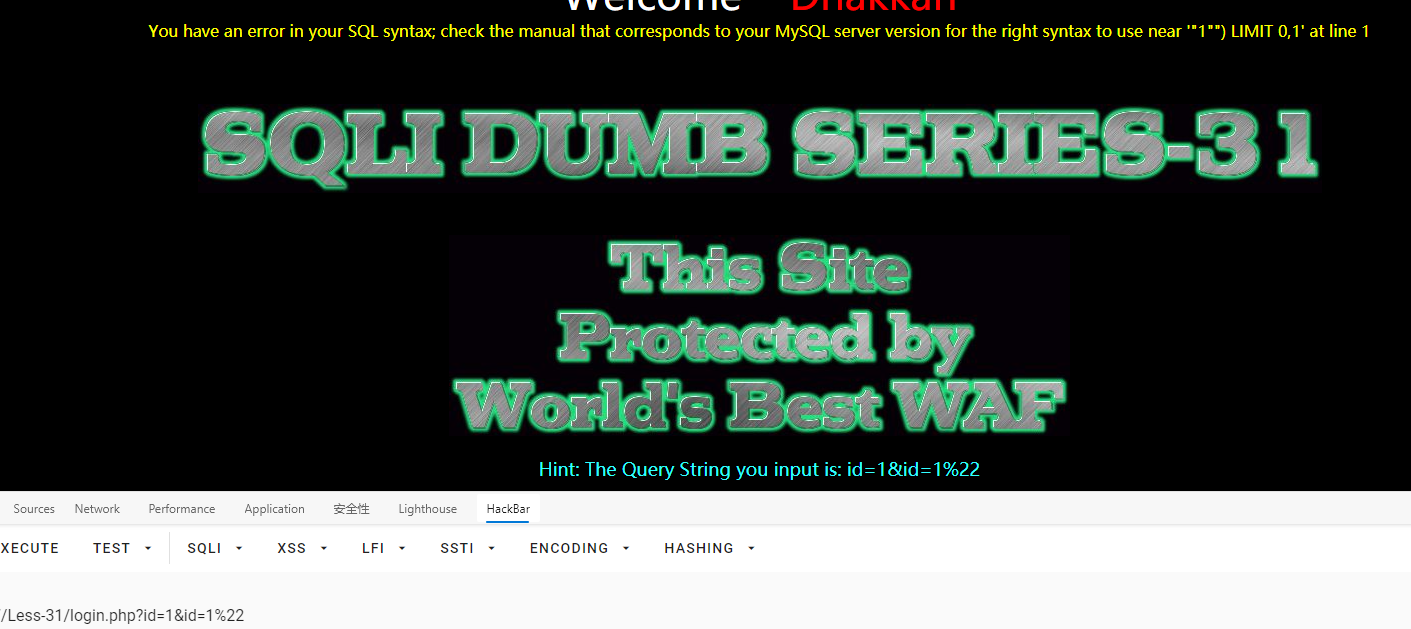 Welcome Dhakkan
You have an error in your SQL syntax; check the manual that corresponds to your MySQL server version for the right syntax to use near '"1"") LIMIT 0,1' at line 1
SQLI DUMB SERIES-31
This Site
Protected by
World's Best WAF
Hint: The Query String you input is: id=1&id=1%22
Sources Network Performance Application 安全性 Lighthouse HackBar
XECUTE TEST SQLI XSS LFI SSTI ENCODING HASHING
/Less-31/login.php?id=1&id=1%22